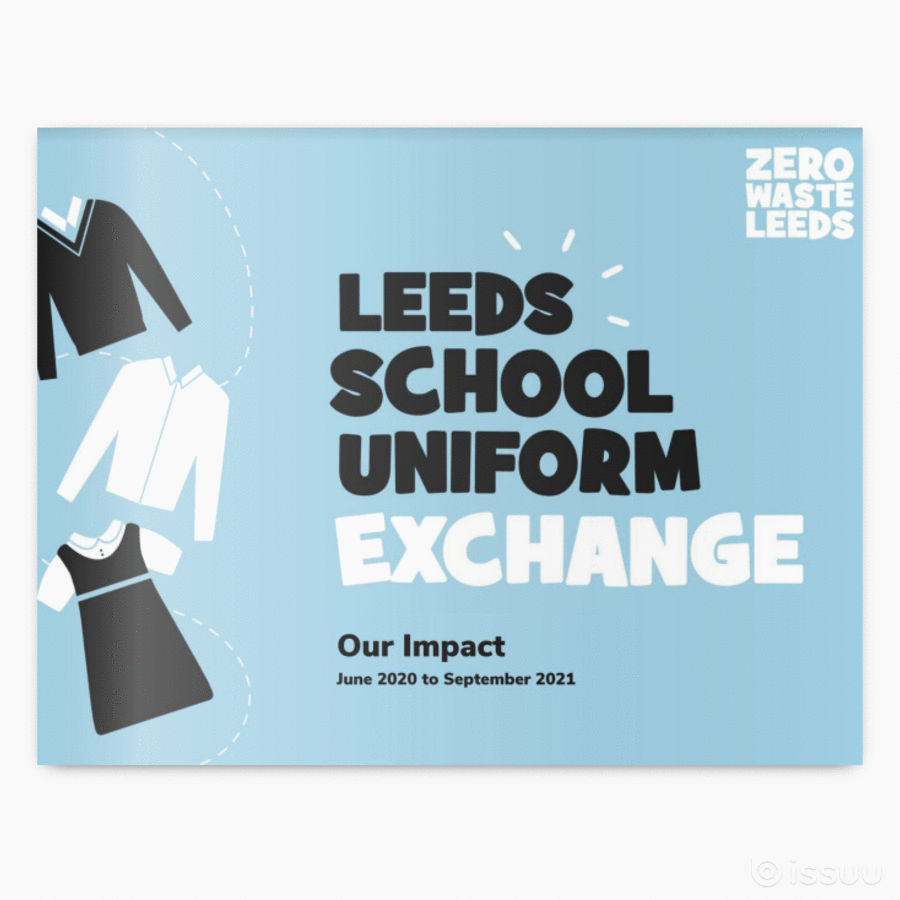 ZERO
WASTE
LEEDS
LEEDS
SCHOOL
UNIFORM
EXCHANGE
Our Impact
June 2020 to September 2021
issuu